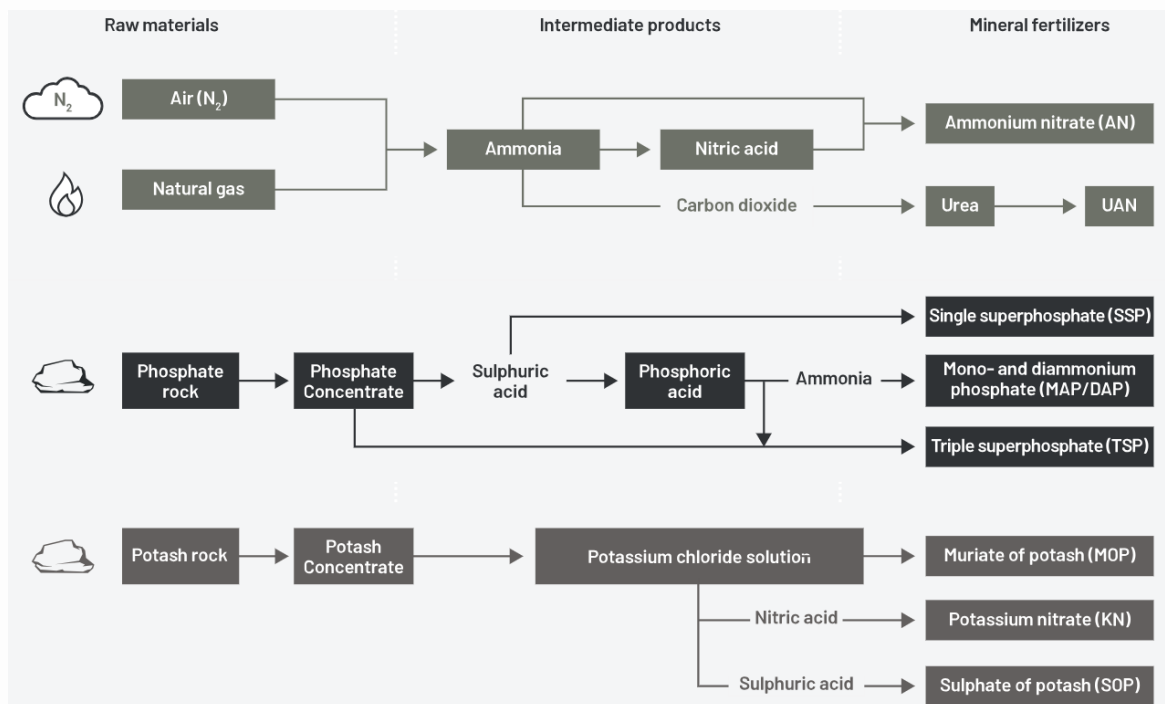 Raw materials
Intermediate products
Mineral fertilizers
N2
Air (N2)
Natural gas
Ammonia
Nitric acid
Carbon dioxide
Ammonium nitrate (AN)
Urea
UAN
Phosphate
rock
Phosphate
Concentrate
Sulphuric
acid
Phosphoric
acid
Ammonia
Single superphosphate (SSP)
Mono- and diammonium
phosphate (MAP/DAP)
Triple superphosphate (TSP)
Potash rock
Potash
Concentrate
Potassium chloride solution
Nitric acid
Sulphuric acid
Muriate of potash (MOP)
Potassium nitrate (KN)
Sulphate of potash (SOP)